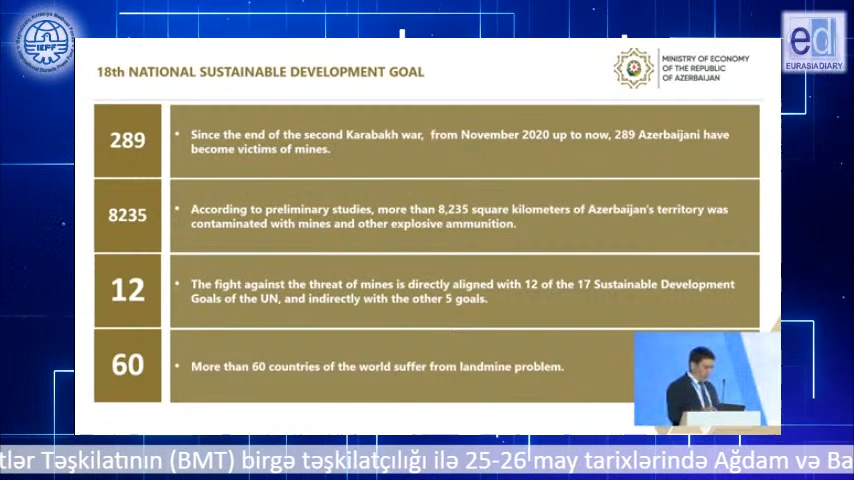 IEPF
ed
EURASIA DIARY
18th NATIONAL SUSTAINABLE DEVELOPMENT GOAL
MINISTRY OF ECONOMY
OF THE REPUBLIC
OF AZERBAIJAN
289
• Since the end of the second Karabakh war, from November 2020 up to now, 289 Azerbaijani have
become victims of mines.
8235
• According to preliminary studies, more than 8,235 square kilometers of Azerbaijan's territory was
contaminated with mines and other explosive ammunition.
12
• The fight against the threat of mines is directly aligned with 12 of the 17 Sustainable Development
Goals of the UN, and indirectly with the other 5 goals.
60
• More than 60 countries of the world suffer from landmine problem.
tlər Təşkilatının (BMT) birgə təşkilatçılığı ilə 25-26 may tarixlərində Ağdam və Ba